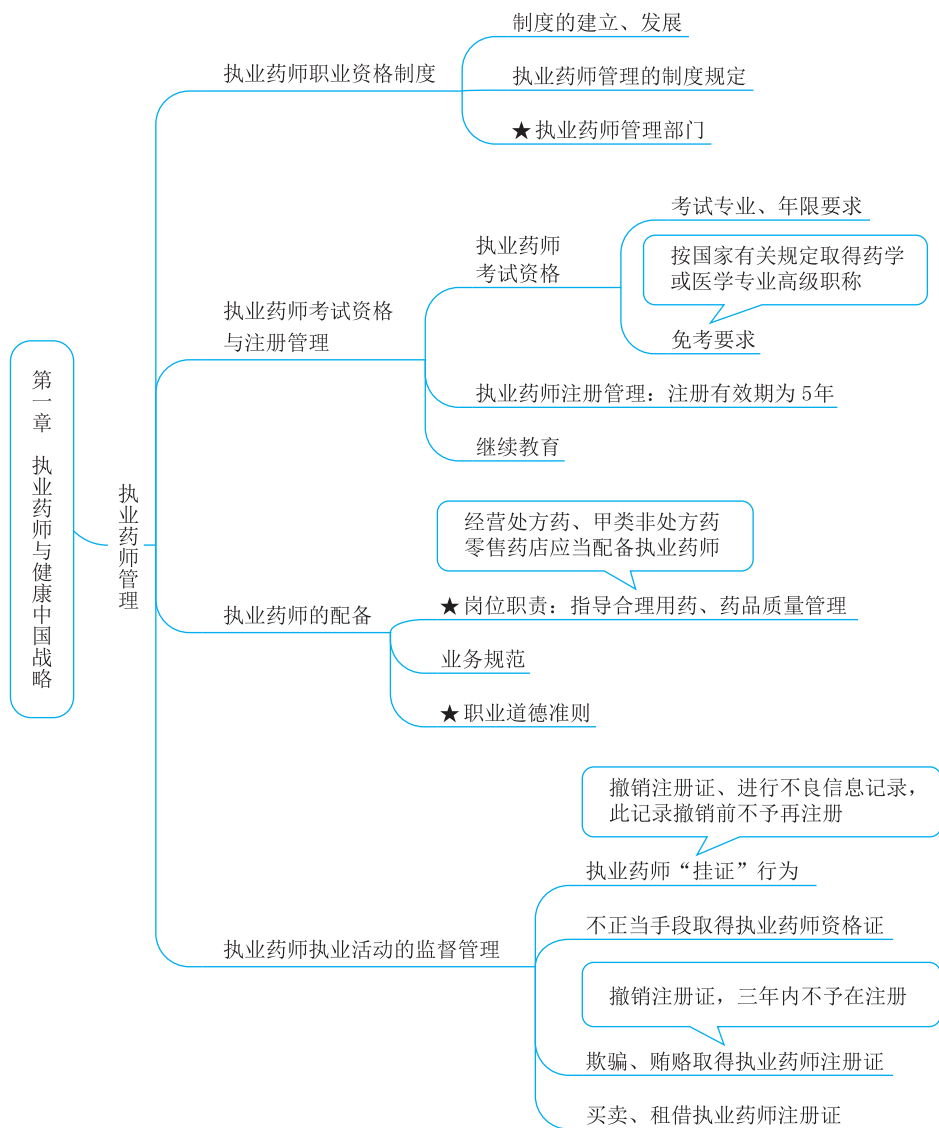 第一章 执业药师与健康中国战略
执业药师管理
执业药师职业资格制度
制度的建立、发展
执业药师管理的制度规定
★执业药师管理部门
执业药师考试资格
与注册管理
执业药师
考试资格
考试专业、年限要求
按国家有关规定取得药学
或医学专业高级职称
免考要求
执业药师注册管理：注册有效期为 5年
继续教育
执业药师的配备
经营处方药、甲类非处方药
零售药店应当配备执业药师
★岗位职责：指导合理用药、药品质量管理
业务规范
★职业道德准则
执业药师执业活动的监督管理
撤销注册证、进行不良信息记录，
此记录撤销前不予再注册
执业药师“挂证”行为
不正当手段取得执业药师资格证
撤销注册证，三年内不予在注册
欺骗、贿赂取得执业药师注册证
买卖、租借执业药师注册证